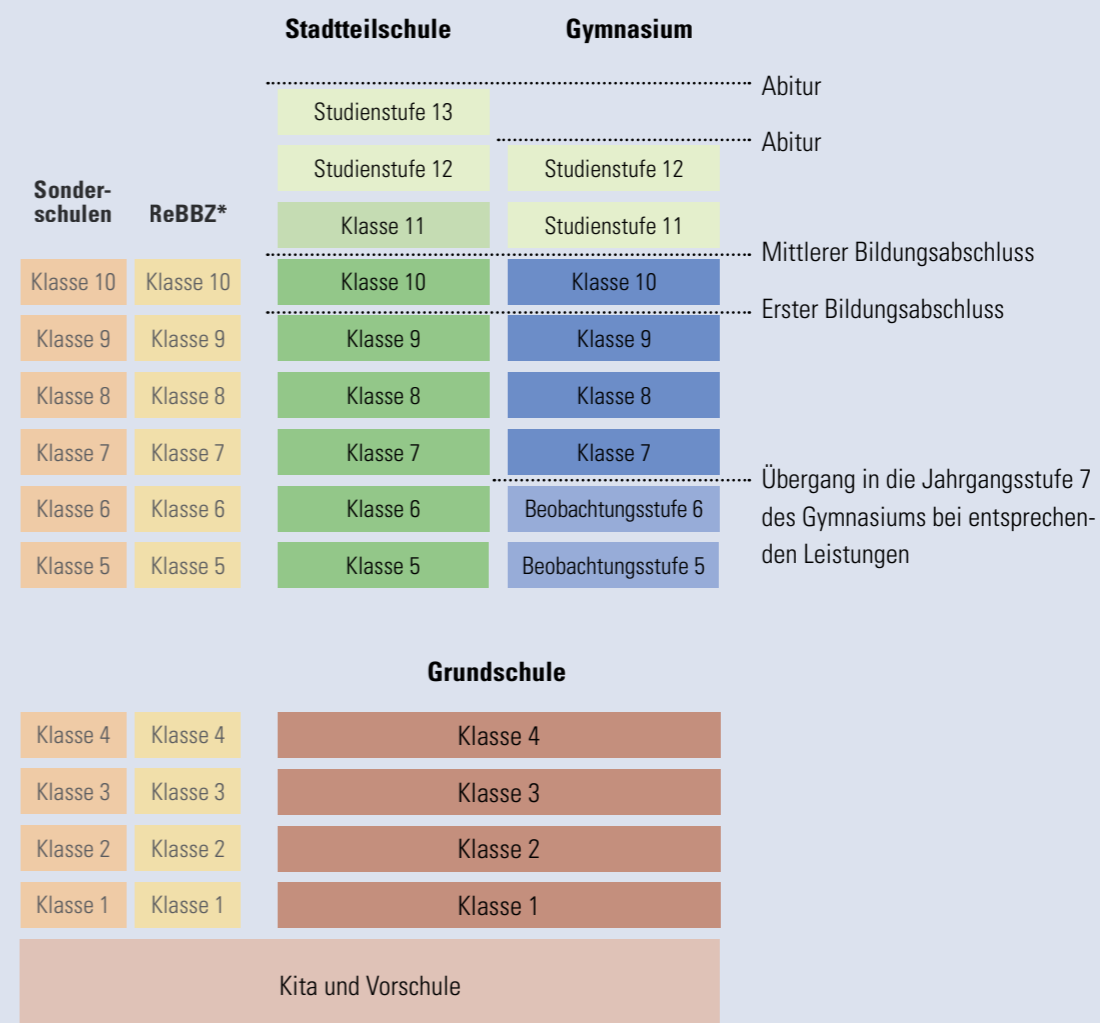 Stadtteilschule Gymnasium
Abitur
Studienstufe 13
Abitur
Studienstufe 12 Studienstufe 12
Sonder-
schulen ReBBZ*
Klasse 11 Studienstufe 11
Mittlerer Bildungsabschluss
Klasse 10 Klasse 10 Klasse 10 Klasse 10
Erster Bildungsabschluss
Klasse 9 Klasse 9 Klasse 9 Klasse 9
Klasse 8 Klasse 8 Klasse 8 Klasse 8
Klasse 7 Klasse 7 Klasse 7 Klasse 7
Übergang in die Jahrgangsstufe 7
des Gymnasiums bei entsprechen-
den Leistungen
Klasse 6 Klasse 6 Klasse 6 Beobachtungsstufe 6
Klasse 5 Klasse 5 Klasse 5 Beobachtungsstufe 5
Grundschule
Klasse 4 Klasse 4 Klasse 4
Klasse 3 Klasse 3 Klasse 3
Klasse 2 Klasse 2 Klasse 2
Klasse 1 Klasse 1 Klasse 1
Kita und Vorschule